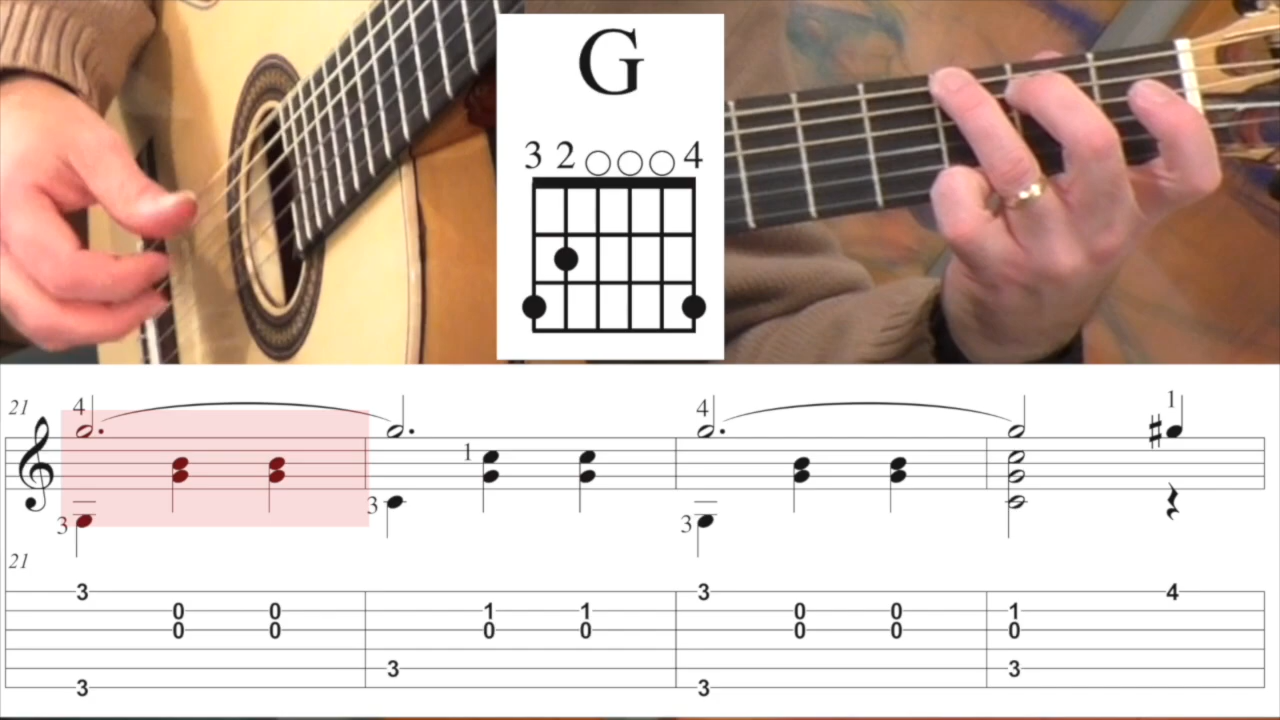 G
3 2 4
21 4 4 1
1
3 3 3
21
3 3 4
0 0 1 1 0 0 1
0 0 0 0 0 0 0
3 3
3 3